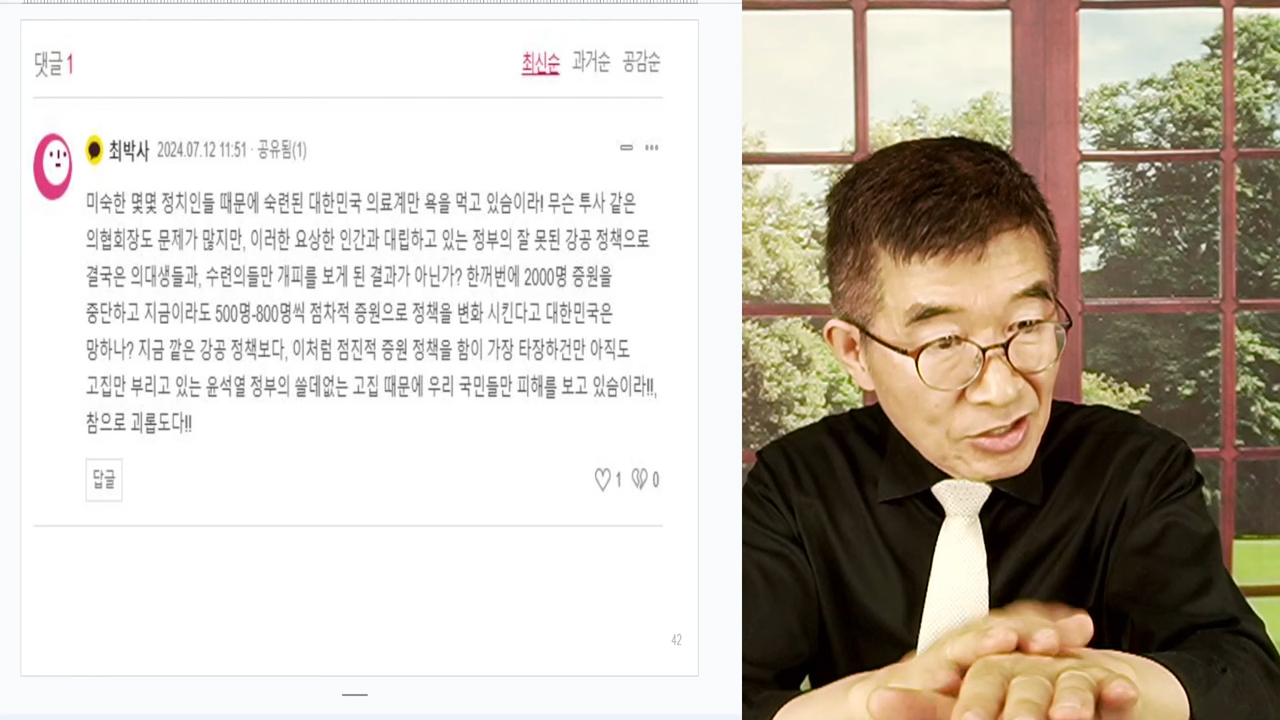 댓글 1
최신순 과거순 공감순
최박사 2024.07.12 11:51 · 공유됨(1)
미숙한 몇몇 정치인들 때문에 숙련된 대한민국 의료계만 욕을 먹고 있슴이라! 무슨 투사 같은
의협회장도 문제가 많지만, 이러한 요상한 인간과 대립하고 있는 정부의 잘 못된 강공 정책으로
결국은 의대생들과, 수련의들만 개피를 보게 된 결과가 아닌가? 한꺼번에 2000명 증원을
중단하고 지금이라도 500명-800명씩 점차적 증원으로 정책을 변화 시킨다고 대한민국은
망하나? 지금 깥은 강공 정책보다, 이처럼 점진적 증원 정책을 함이 가장 타장하건만 아직도
고집만 부리고 있는 윤석열 정부의 쓸데없는 고집 때문에 우리 국민들만 피해를 보고 있슴이라!!,
참으로 괴롭도다!!
답글
1 0
42